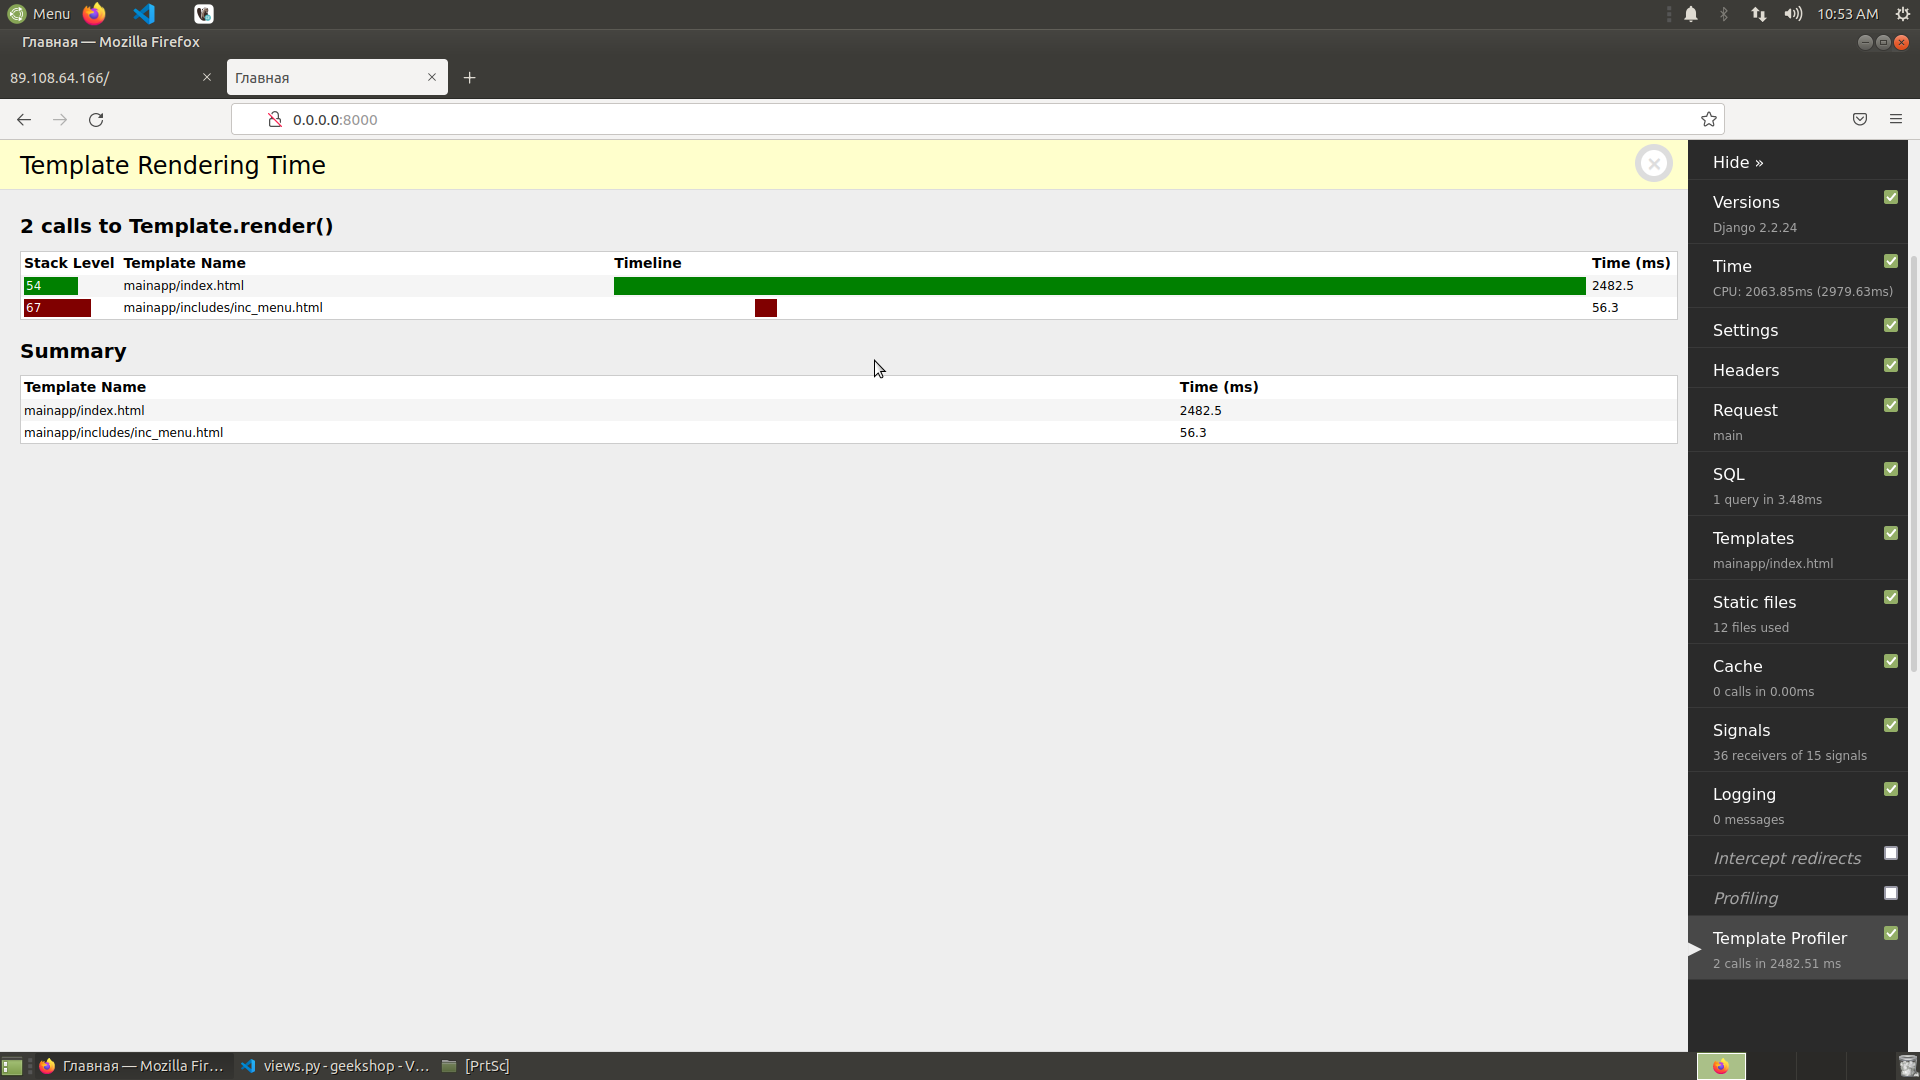 Menu
10:53 AM
Главная — Mozilla Firefox
89.108.64.166/
Главная
0.0.0.0:8000
Template Rendering Time
2 calls to Template.render()
Stack Level Template Name Timeline Time (ms)
54 mainapp/index.html 2482.5
67 mainapp/includes/inc_menu.html 56.3
Summary
Template Name Time (ms)
mainapp/index.html 2482.5
mainapp/includes/inc_menu.html 56.3
Hide »
Versions
Django 2.2.24
Time
CPU: 2063.85ms (2979.63ms)
Settings
Headers
Request
main
SQL
1 query in 3.48ms
Templates
mainapp/index.html
Static files
12 files used
Cache
0 calls in 0.00ms
Signals
36 receivers of 15 signals
Logging
0 messages
Intercept redirects
Profiling
Template Profiler
2 calls in 2482.51 ms
Главная — Mozilla Fir...
views.py - geekshop - V...
[PrtSc]